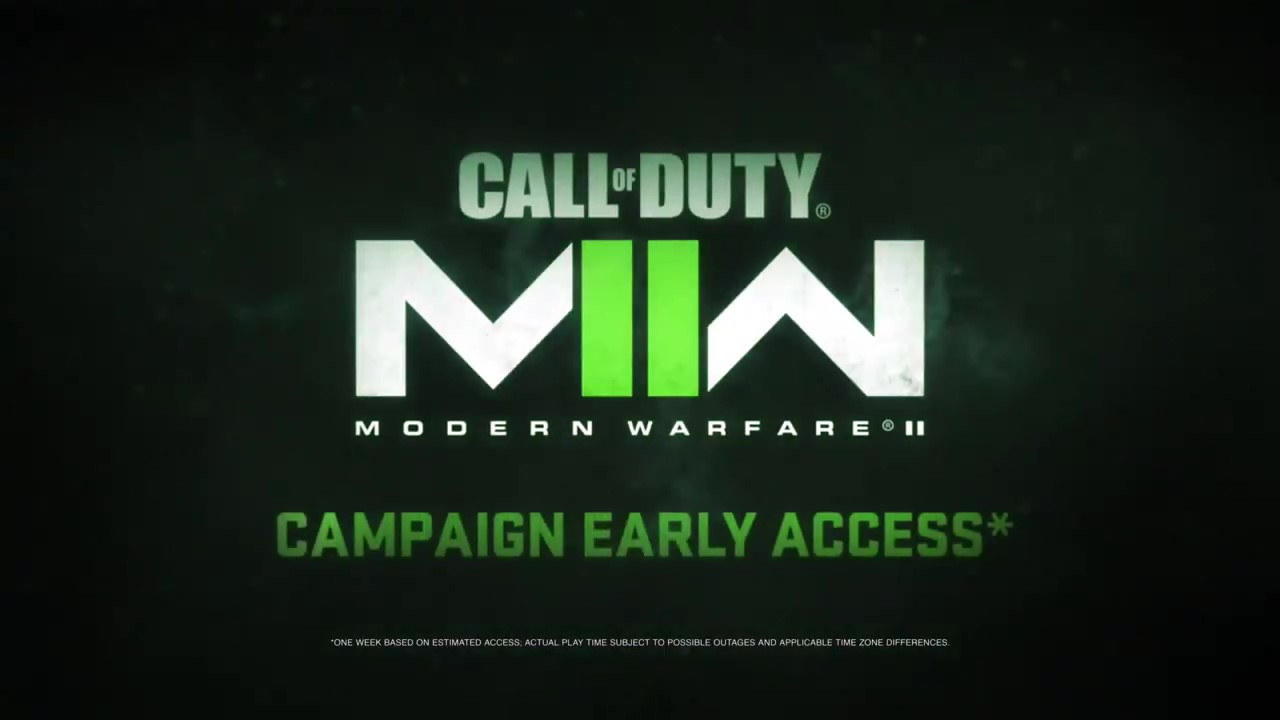 CALL OF DUTY®
MIIW
MODERN WARFARE® II
CAMPAIGN EARLY ACCESS*
*ONE WEEK BASED ON ESTIMATED ACCESS; ACTUAL PLAY TIME SUBJECT TO POSSIBLE OUTAGES AND APPLICABLE TIME ZONE DIFFERENCES.